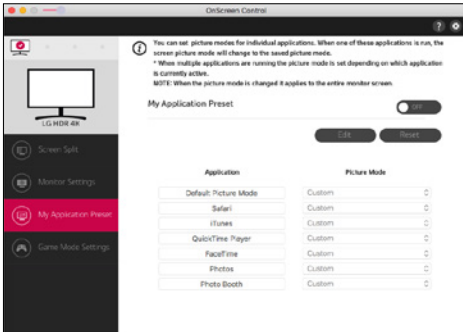 OnScreen Control
You can set picture modes for individual applications. When one of these applications is run, the
screen picture mode will change to the saved picture mode.
* When multiple applications are running the picture mode is set depending on which application
is currently active.
NOTE: When the picture mode is changed it applies to the entire monitor screen.
My Application Preset
OFF
Edit
Reset
LG HDR 4K
Screen Split
Monitor Settings
My Application Preset
Game Mode Settings
Application Picture Mode
Default Picture Mode Custom
Safari Custom
iTunes Custom
QuickTime Player Custom
FaceTime Custom
Photos Custom
Photo Booth Custom